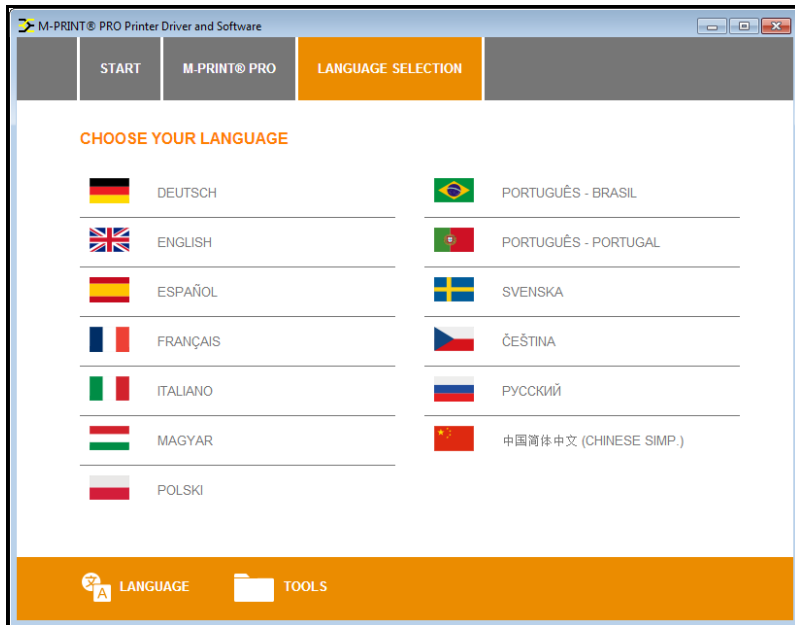 M-PRINT® PRO Printer Driver and Software
START
M-PRINT® PRO
LANGUAGE SELECTION
CHOOSE YOUR LANGUAGE
DEUTSCH
ENGLISH
ESPAÑOL
FRANÇAIS
ITALIANO
MAGYAR
POLSKI
PORTUGUÊS - BRASIL
PORTUGUÊS - PORTUGAL
SVENSKA
ČEŠTINA
РУССКИЙ
中国简体中文 (CHINESE SIMP.)
LANGUAGE
TOOLS